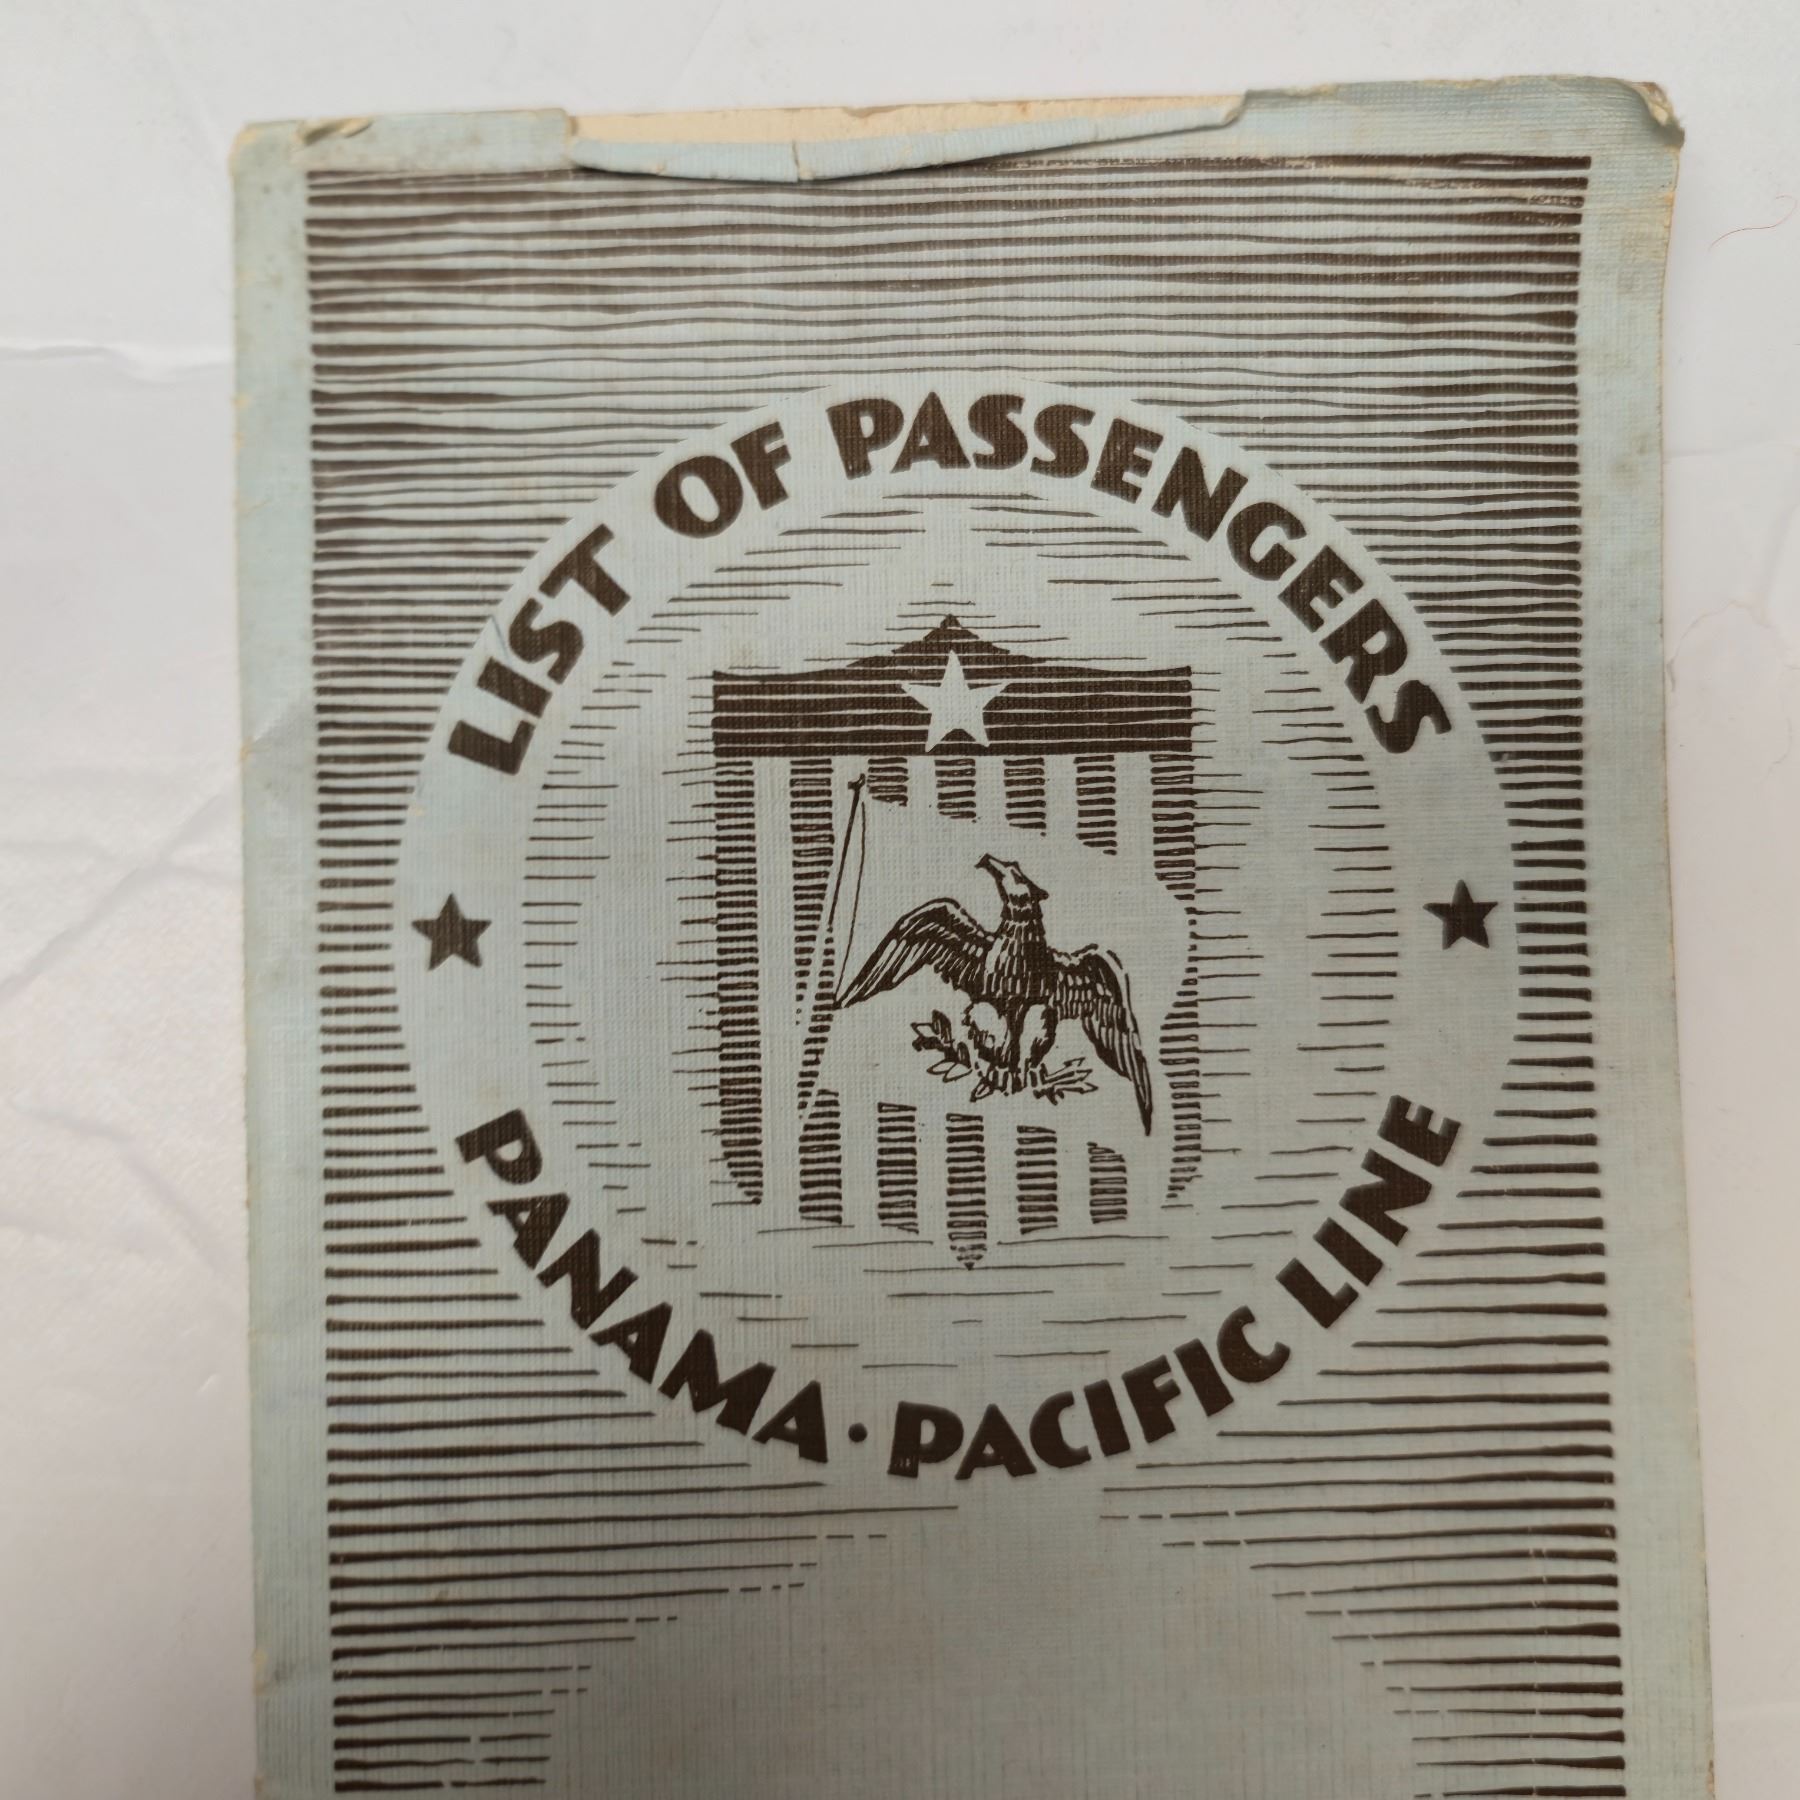 LIST OF PASSENGERS
PANAMA · PACIFIC LINE